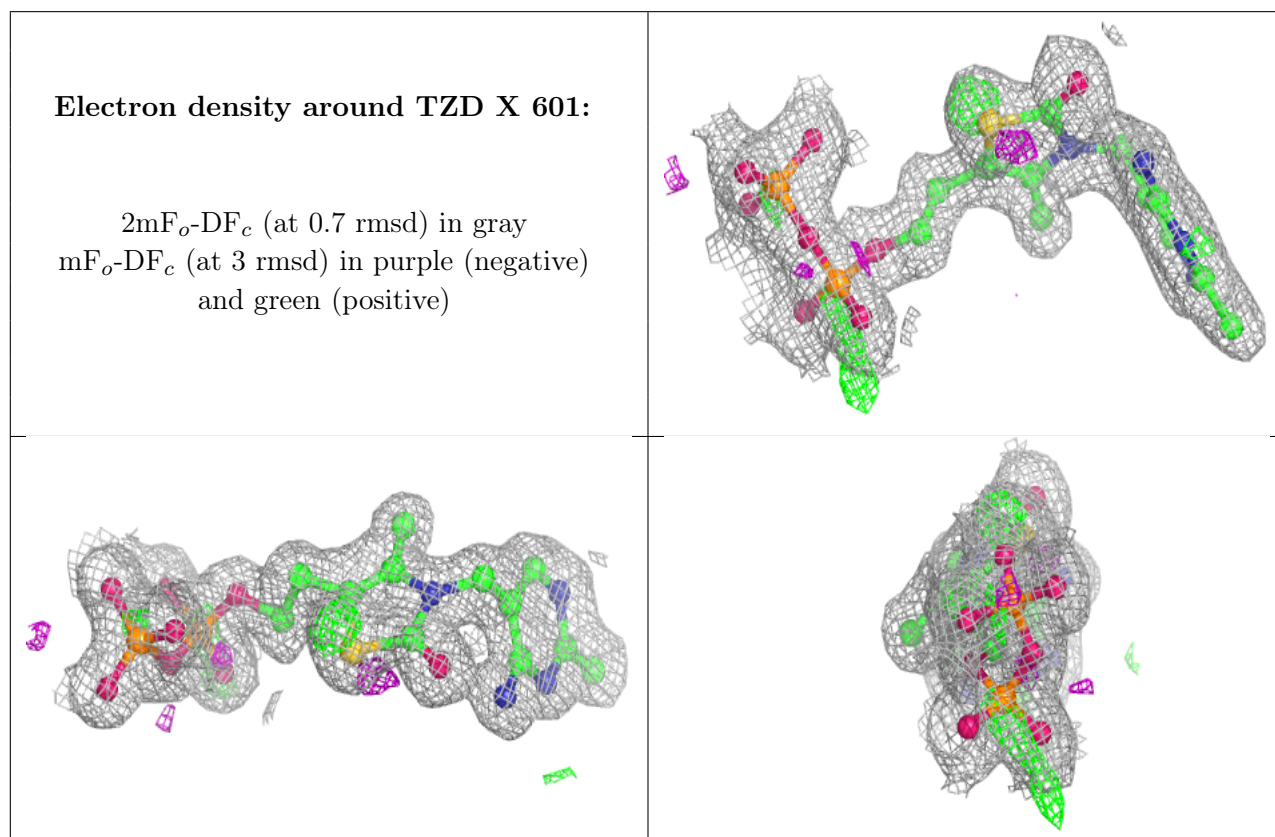 Electron density around TZD X 601:
2mFo-DFc (at 0.7 rmsd) in gray
mFo-DFc (at 3 rmsd) in purple (negative)
and green (positive)